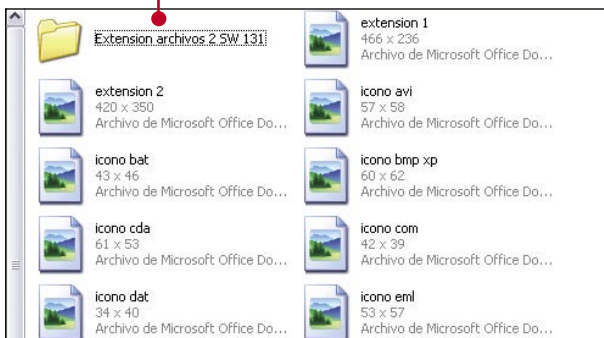 Extension archivos 2 SW 131
extension 1
466 x 236
Archivo de Microsoft Office Do...
extension 2
420 x 350
Archivo de Microsoft Office Do...
icono avi
57 x 58
Archivo de Microsoft Office Do...
icono bat
43 x 46
Archivo de Microsoft Office Do...
icono bmp xp
60 x 62
Archivo de Microsoft Office Do...
icono cda
61 x 53
Archivo de Microsoft Office Do...
icono com
42 x 39
Archivo de Microsoft Office Do...
icono dat
34 x 40
Archivo de Microsoft Office Do...
icono eml
53 x 57
Archivo de Microsoft Office Do...